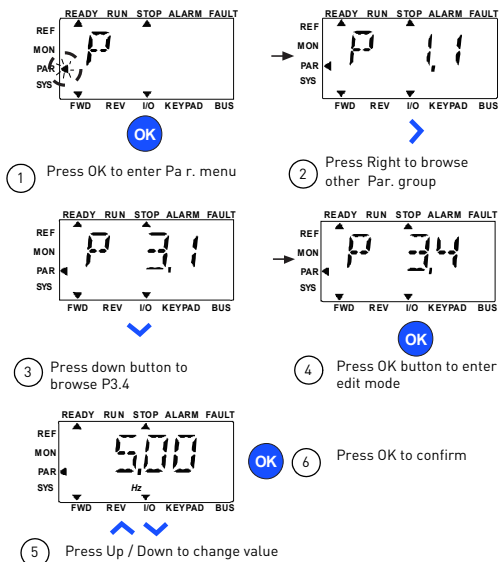 READY RUN STOP ALARM FAULT
REF
MON
PAR
SYS
P
FWD REV I/O KEYPAD BUS
OK
1 Press OK to enter Pa r. menu
READY RUN STOP ALARM FAULT
REF
MON
PAR
SYS
P 1,1
FWD REV I/O KEYPAD BUS
2 Press Right to browse
other Par. group
READY RUN STOP ALARM FAULT
REF
MON
PAR
SYS
P 3,1
FWD REV I/O KEYPAD BUS
3 Press down button to
browse P3.4
READY RUN STOP ALARM FAULT
REF
MON
PAR
SYS
P 3,4
FWD REV I/O KEYPAD BUS
OK
4 Press OK button to enter
edit mode
READY RUN STOP ALARM FAULT
REF
MON
PAR
SYS
5,00
Hz
FWD REV I/O KEYPAD BUS
OK 6 Press OK to confirm
5 Press Up / Down to change value